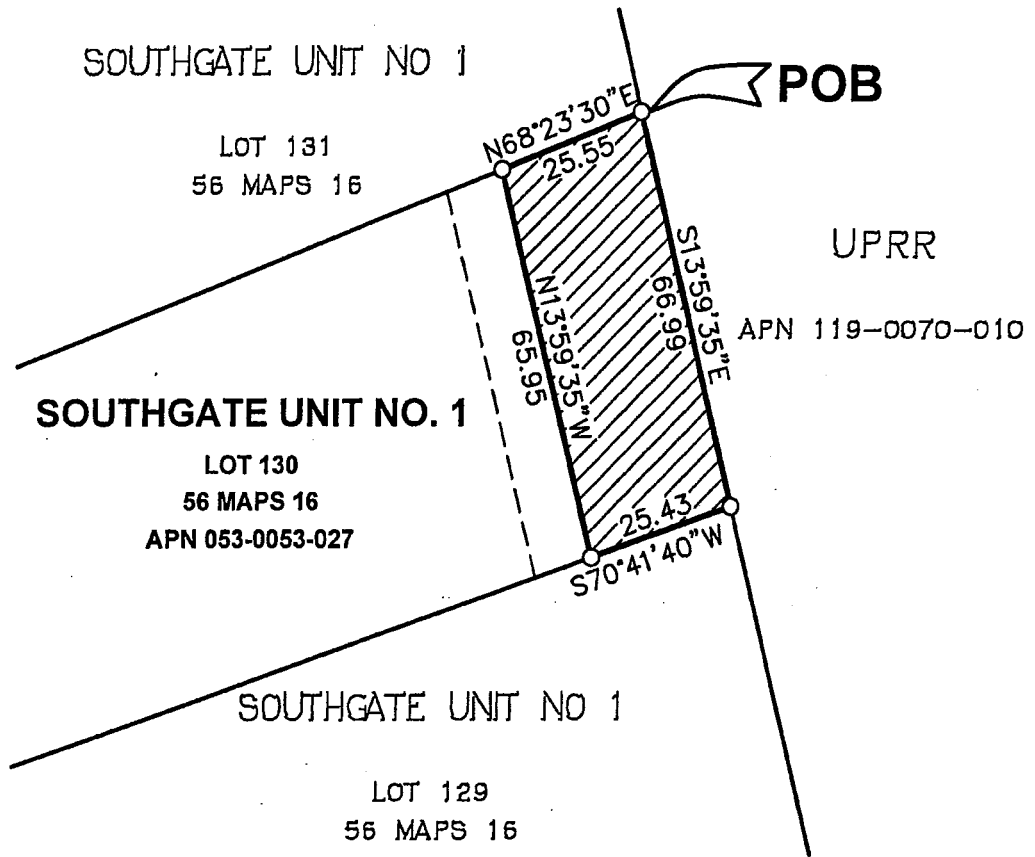 SOUTHGATE UNIT NO 1
LOT 131
56 MAPS 16
POB
N68°23'30"E
25.55
S13°59'35"E
66.99
UPRR
APN 119-0070-010
N13°59'35"W
65.95
SOUTHGATE UNIT NO. 1
LOT 130
56 MAPS 16
APN 053-0053-027
25.43
S70°41'40"W
SOUTHGATE UNIT NO 1
LOT 129
56 MAPS 16